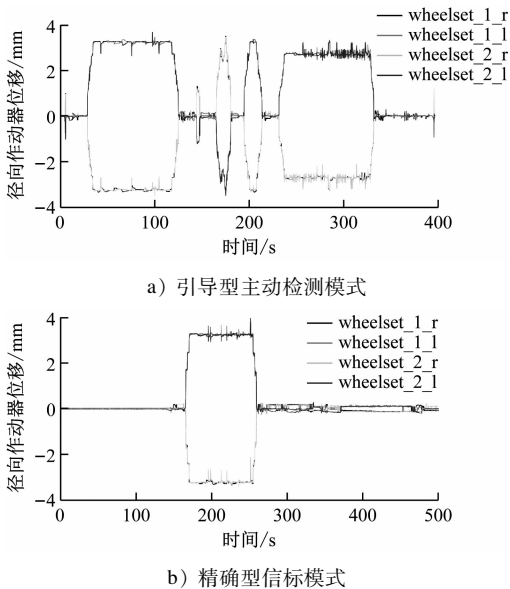 4
2
0
−2
−4
径向作动器位移/mm
wheelset_1_r
wheelset_1_l
wheelset_2_r
wheelset_2_l
0 100 200 300 400
时间/s
a）引导型主动检测模式
4
2
0
−2
−4
径向作动器位移/mm
wheelset_1_r
wheelset_1_l
wheelset_2_r
wheelset_2_l
0 100 200 300 400 500
时间/s
b）精确型信标模式